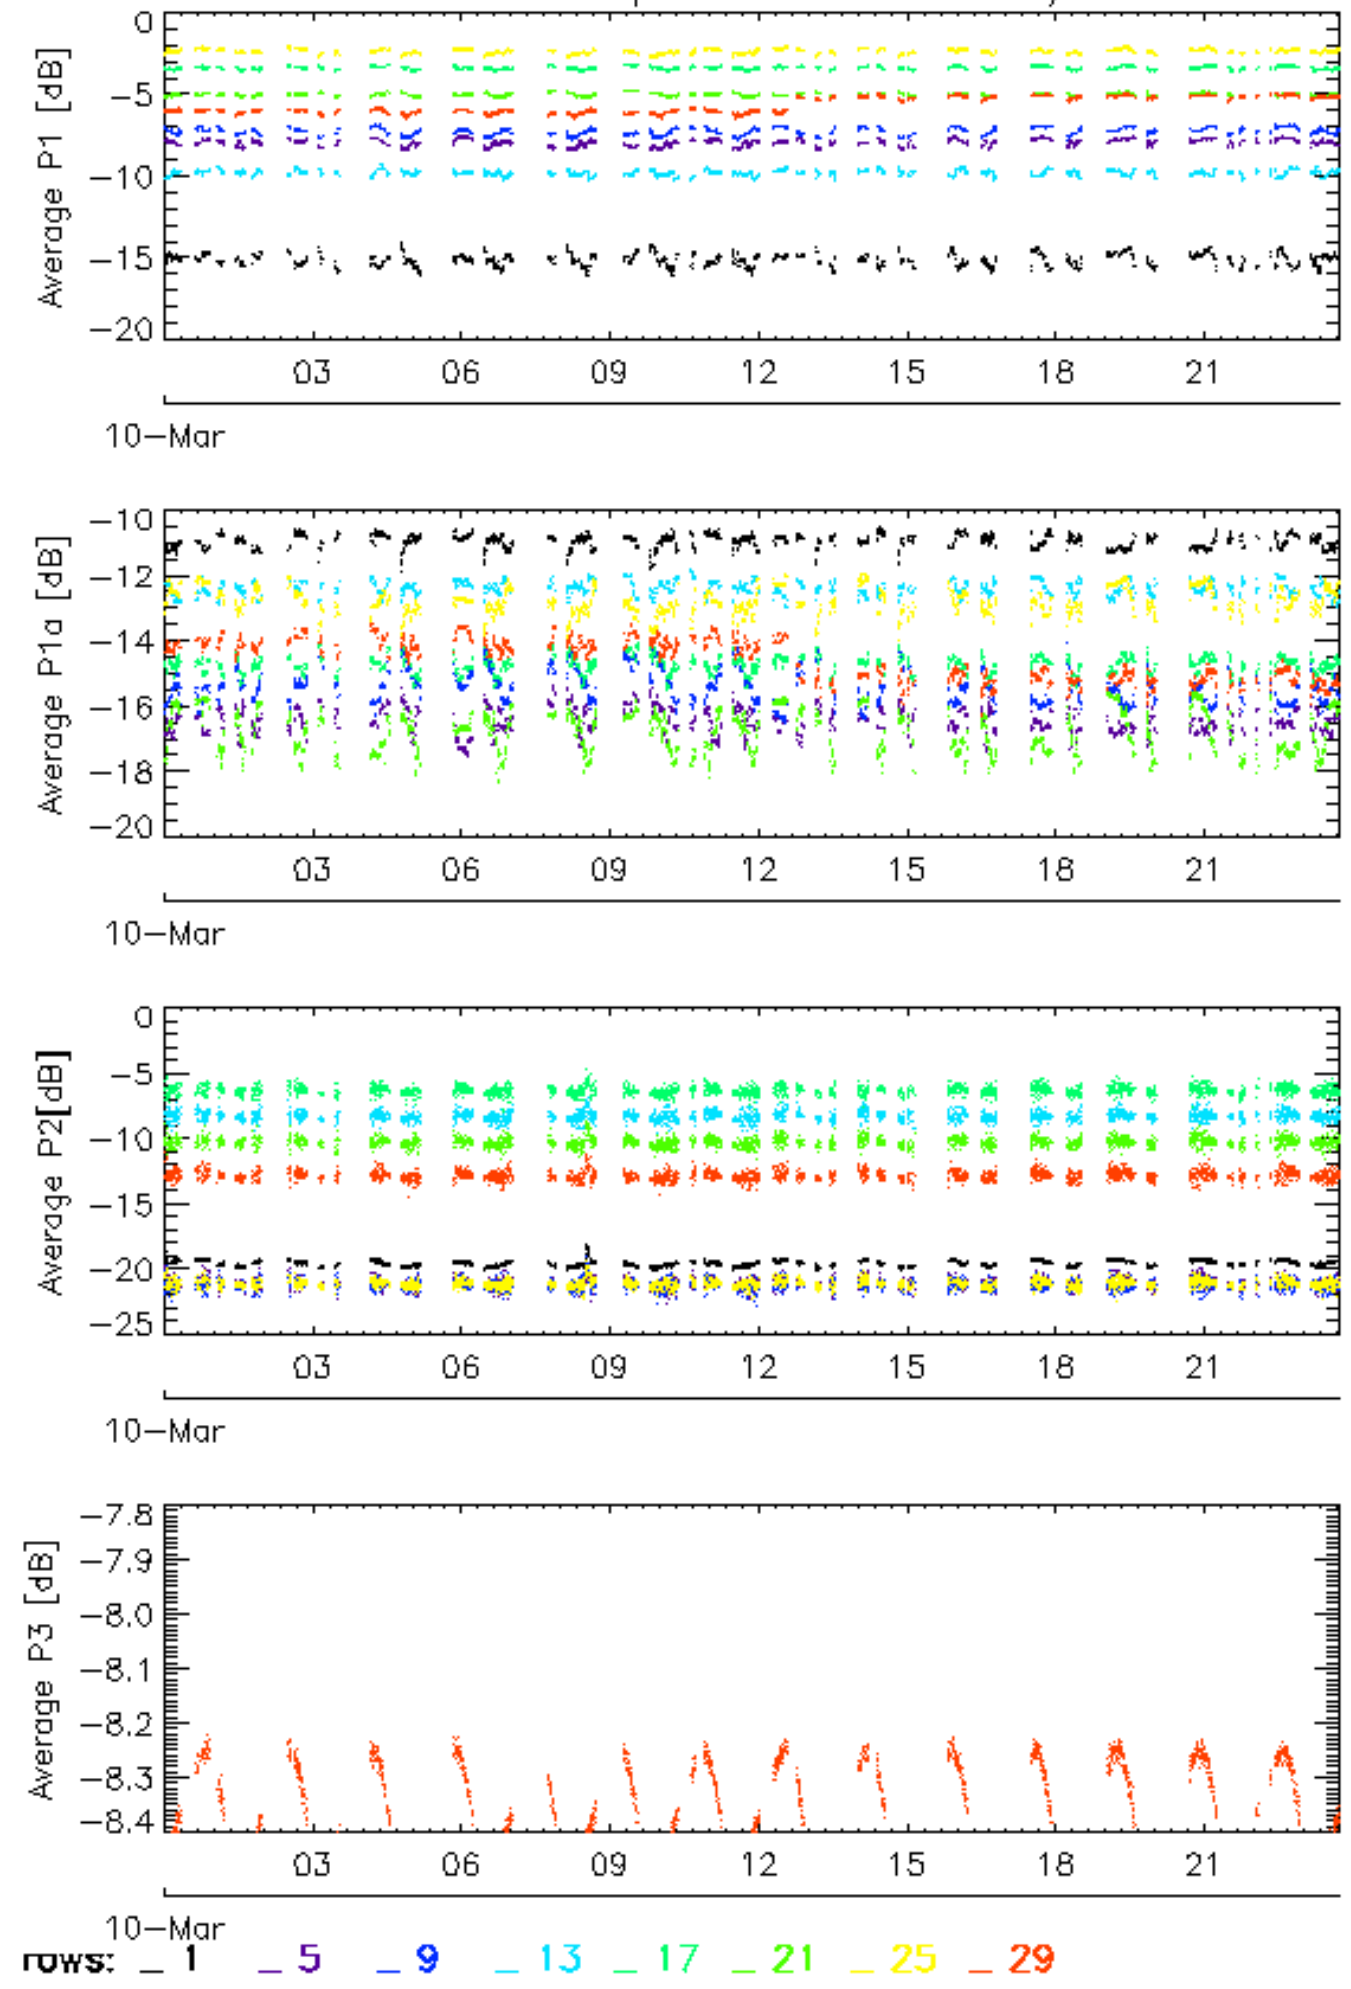 0
Average P1 [dB]
−5
−10
−15
−20
03 06 09 12 15 18 21
10−Mar
−10
Average P1a [dB]
−12
−14
−16
−18
−20
03 06 09 12 15 18 21
10−Mar
0
Average P2[dB]
−5
−10
−15
−20
−25
03 06 09 12 15 18 21
10−Mar
−7.8
Average P3 [dB]
−7.9
−8.0
−8.1
−8.2
−8.3
−8.4
03 06 09 12 15 18 21
10−Mar
rows: _ 1 _ 5 _ 9 _ 13 _ 17 _ 21 _ 25 _ 29